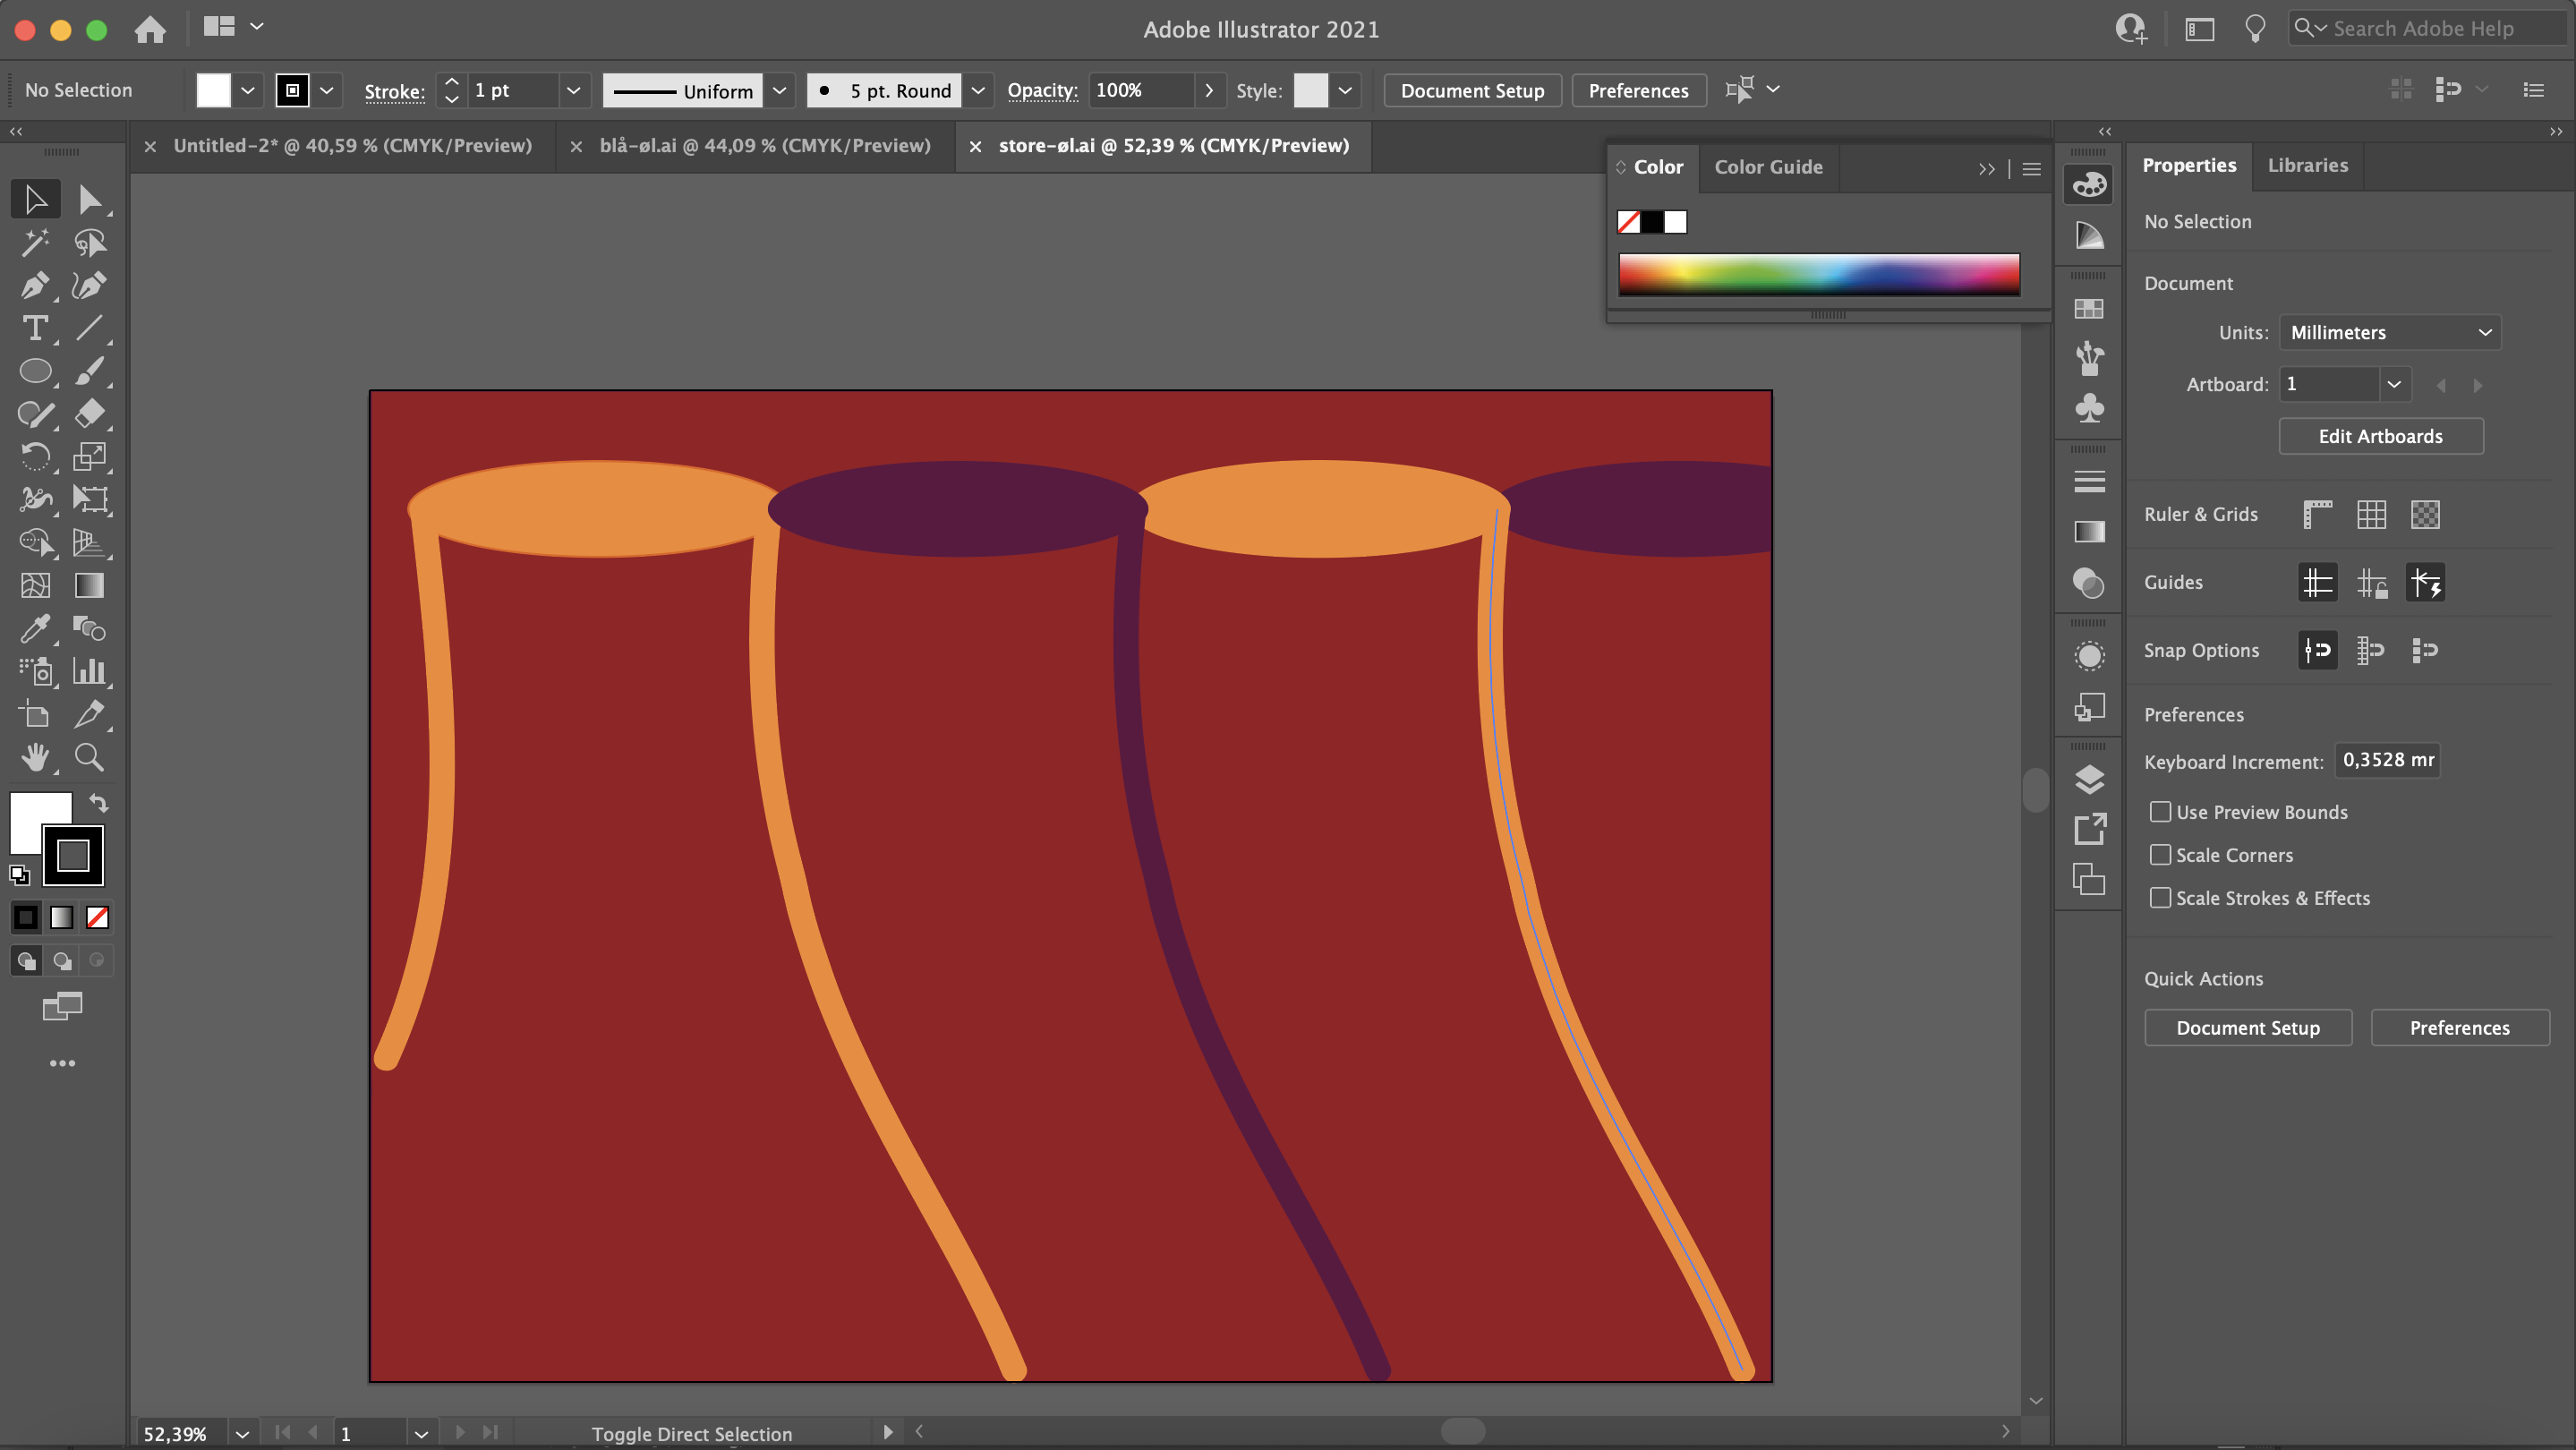 Adobe Illustrator 2021
Search Adobe Help
No Selection
Stroke:
1 pt
Uniform
5 pt. Round
Opacity:
100%
Style:
Document Setup
Preferences
Untitled-2* @ 40,59 % (CMYK/Preview)
blå-øl.ai @ 44,09 % (CMYK/Preview)
store-øl.ai @ 52,39 % (CMYK/Preview)
Color
Color Guide
Properties
Libraries
No Selection
Document
Units:
Millimeters
Artboard:
1
Edit Artboards
Ruler & Grids
Guides
Snap Options
Preferences
Keyboard Increment:
0,3528 mr
Use Preview Bounds
Scale Corners
Scale Strokes & Effects
Quick Actions
Document Setup
Preferences
52,39%
1
Toggle Direct Selection